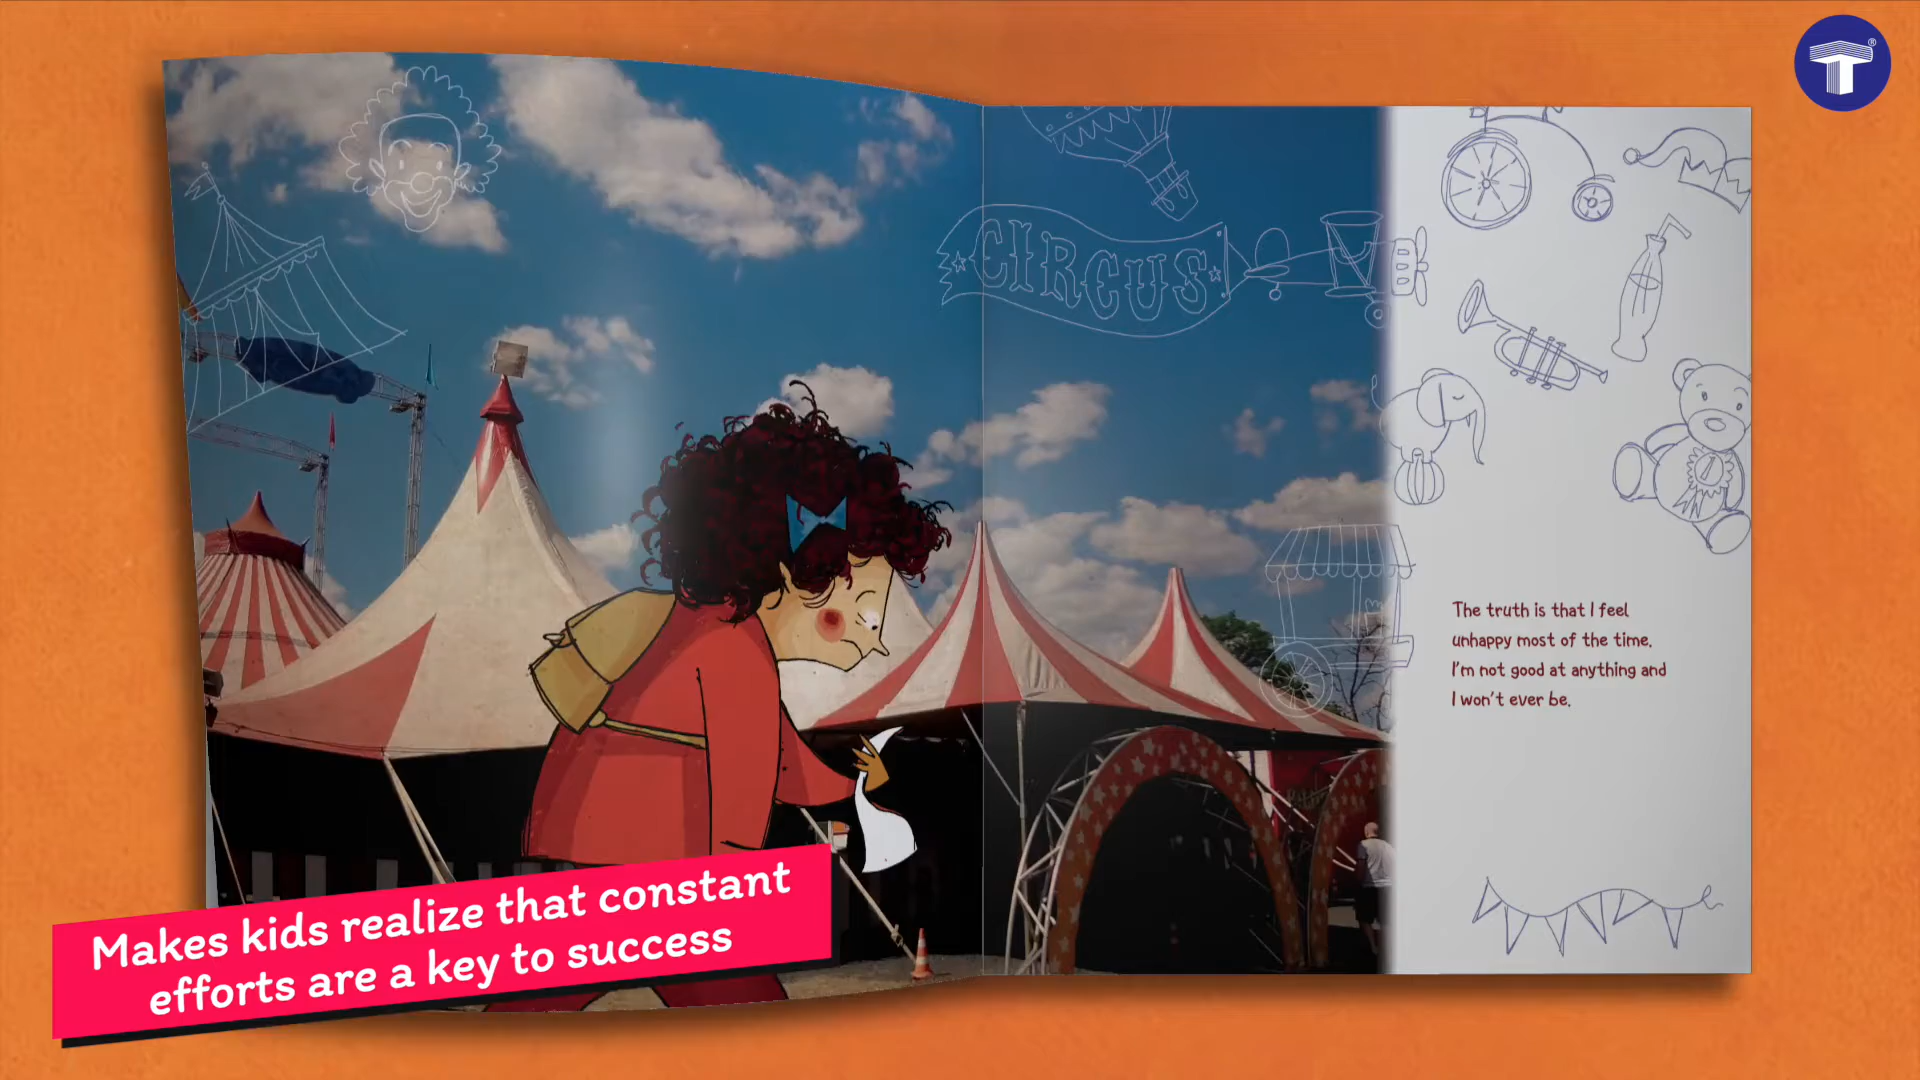 CIRCUS
The truth is that I feel
unhappy most of the time.
I'm not good at anything and
I won't ever be.
Makes kids realize that constant
efforts are a key to success